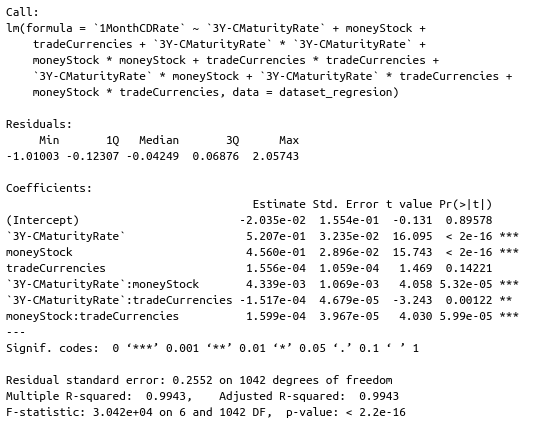 Call:
lm(formula = `1MonthCDRate` ~ `3Y-CMaturityRate` + moneyStock +
    tradeCurrencies + `3Y-CMaturityRate` * `3Y-CMaturityRate` +
    moneyStock * moneyStock + tradeCurrencies * tradeCurrencies +
    `3Y-CMaturityRate` * moneyStock + `3Y-CMaturityRate` * tradeCurrencies +
    moneyStock * tradeCurrencies, data = dataset_regresion)

Residuals:
     Min       1Q   Median       3Q      Max
-1.01003 -0.12307 -0.04249  0.06876  2.05743

Coefficients:
                                     Estimate Std. Error t value Pr(>|t|)
(Intercept)                        -2.035e-02  1.554e-01  -0.131  0.89578
`3Y-CMaturityRate`                  5.207e-01  3.235e-02  16.095  < 2e-16 ***
moneyStock                          4.560e-01  2.896e-02  15.743  < 2e-16 ***
tradeCurrencies                     1.556e-04  1.059e-04   1.469  0.14221
`3Y-CMaturityRate`:moneyStock       4.339e-03  1.069e-03   4.058 5.32e-05 ***
`3Y-CMaturityRate`:tradeCurrencies -1.517e-04  4.679e-05  -3.243  0.00122 **
moneyStock:tradeCurrencies          1.599e-04  3.967e-05   4.030 5.99e-05 ***
---
Signif. codes:  0 ‘***’ 0.001 ‘**’ 0.01 ‘*’ 0.05 ‘.’ 0.1 ‘ ’ 1

Residual standard error: 0.2552 on 1042 degrees of freedom
Multiple R-squared:  0.9943,    Adjusted R-squared:  0.9943
F-statistic: 3.042e+04 on 6 and 1042 DF,  p-value: < 2.2e-16